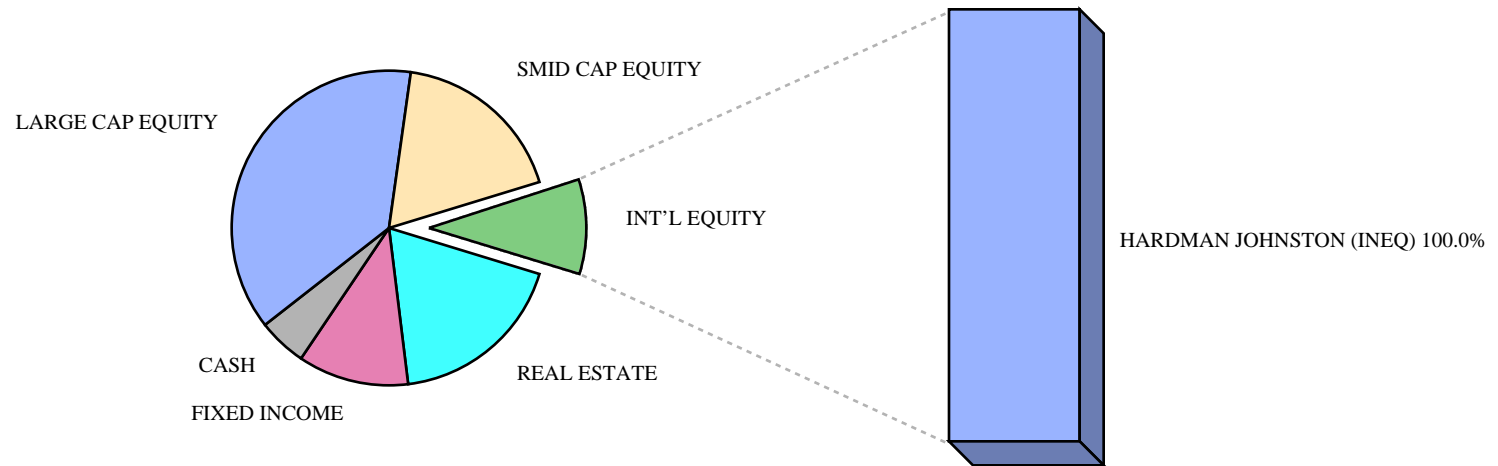 SMID CAP EQUITY
LARGE CAP EQUITY
INT'L EQUITY
HARDMAN JOHNSTON (INEQ) 100.0%
CASH
REAL ESTATE
FIXED INCOME